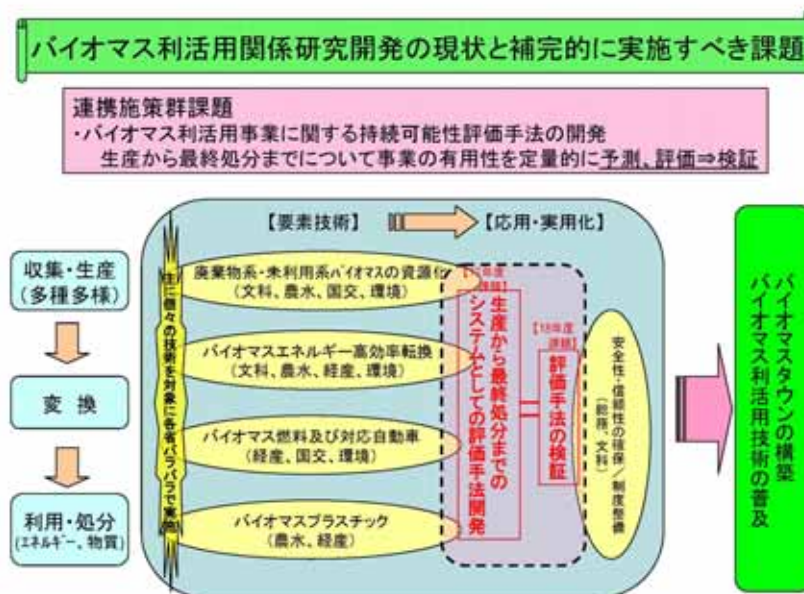 バイオマス利活用関係研究開発の現状と補完的に実施すべき課題
連携施策群課題
・バイオマス利活用事業に関する持続可能性評価手法の開発
生産から最終処分までについて事業の有用性を定量的に予測、評価⇒検証
【要素技術】
【応用・実用化】
収集・生産
(多種多様)
変 換
利用・処分
(エネルギー、物質)
主に個々の技術を対象に各省バラバラで実施
廃棄物系・未利用系バイオマスの資源化
(文科、農水、国交、環境)
バイオマスエネルギー高効率転換
(文科、農水、経産、環境)
バイオマス燃料及び対応自動車
(経産、国交、環境)
バイオマスプラスチック
(農水、経産)
年度
課題】
生産から最終処分までの
システムとしての評価手法開発
【18年度
課題】
評価手法の検証
安全性・信頼性の確保/制度整備
バイオマスタウンの構築
バイオマス利活用技術の普及